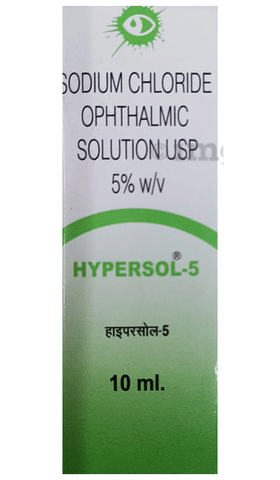 SODIUM CHLORIDE
OPHTHALMIC
SOLUTION USP
5% w/v
HYPERSOL®-5
हाइपरसोल-5
10 ml.